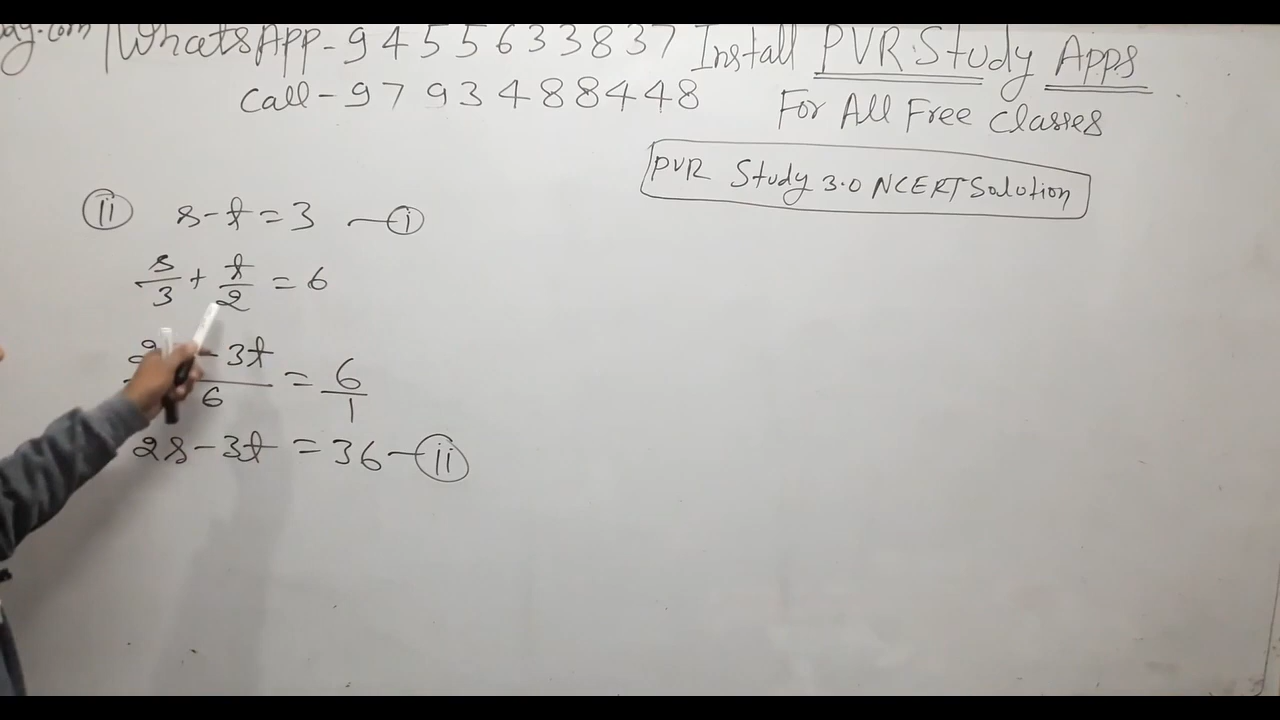 WhatsApp-9455633837 Install PVR Study Apps
Call-9793488448 For All Free Classes
PVR Study 3.0 NCERT Solution
(ii) s-t=3 —(i)
s/3 + t/2 = 6
- 3t / 6 = 6/1
2s-3t = 36 —(ii)